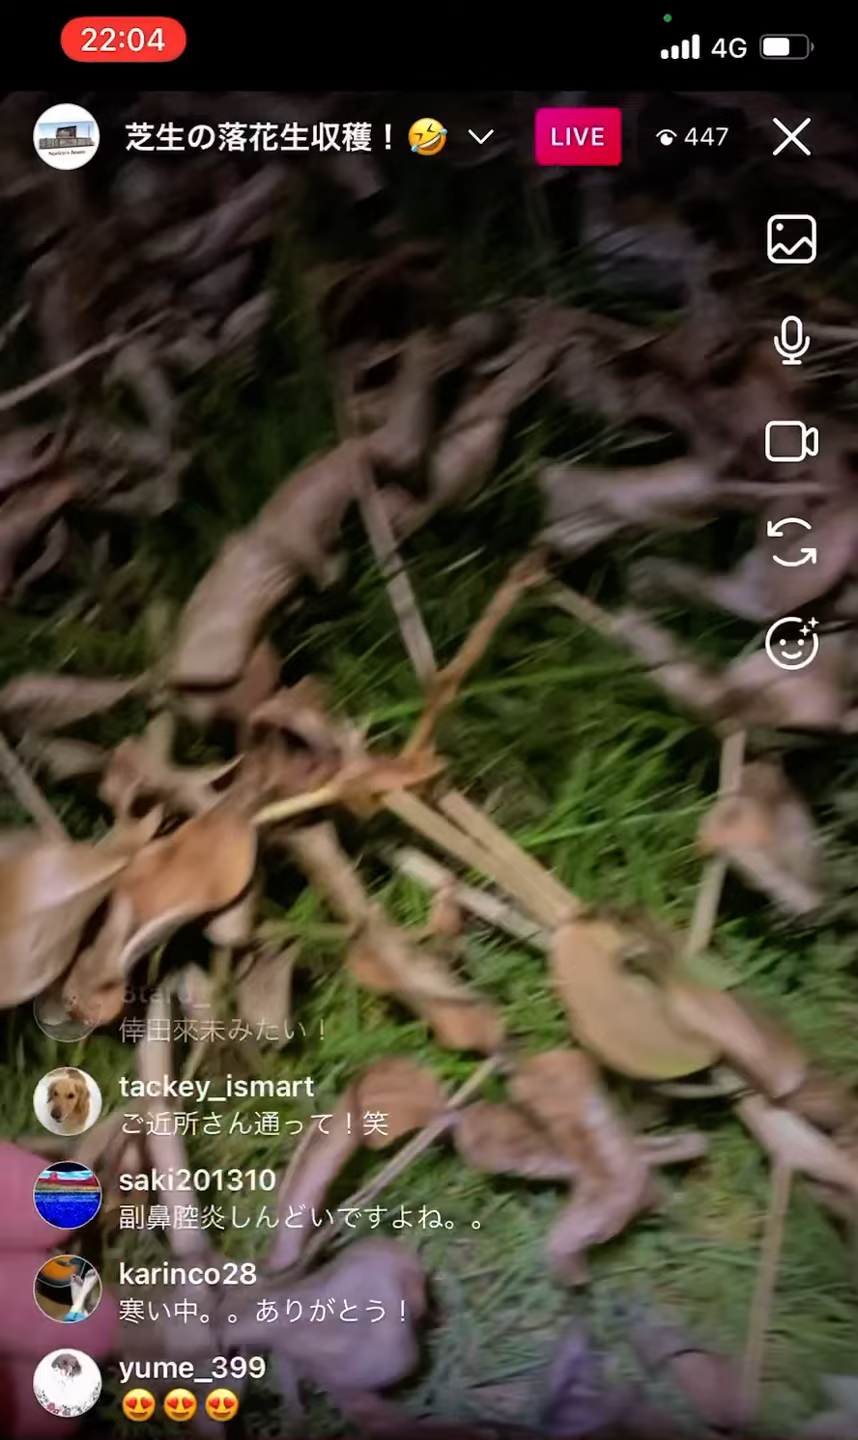 22:04
4G
芝生の落花生収穫！🤣
LIVE
447
倖田來未みたい！
tackey_ismart
ご近所さん通って！笑
saki201310
副鼻腔炎しんどいですよね。。
karinco28
寒い中。。ありがとう！
yume_399
😍😍😍